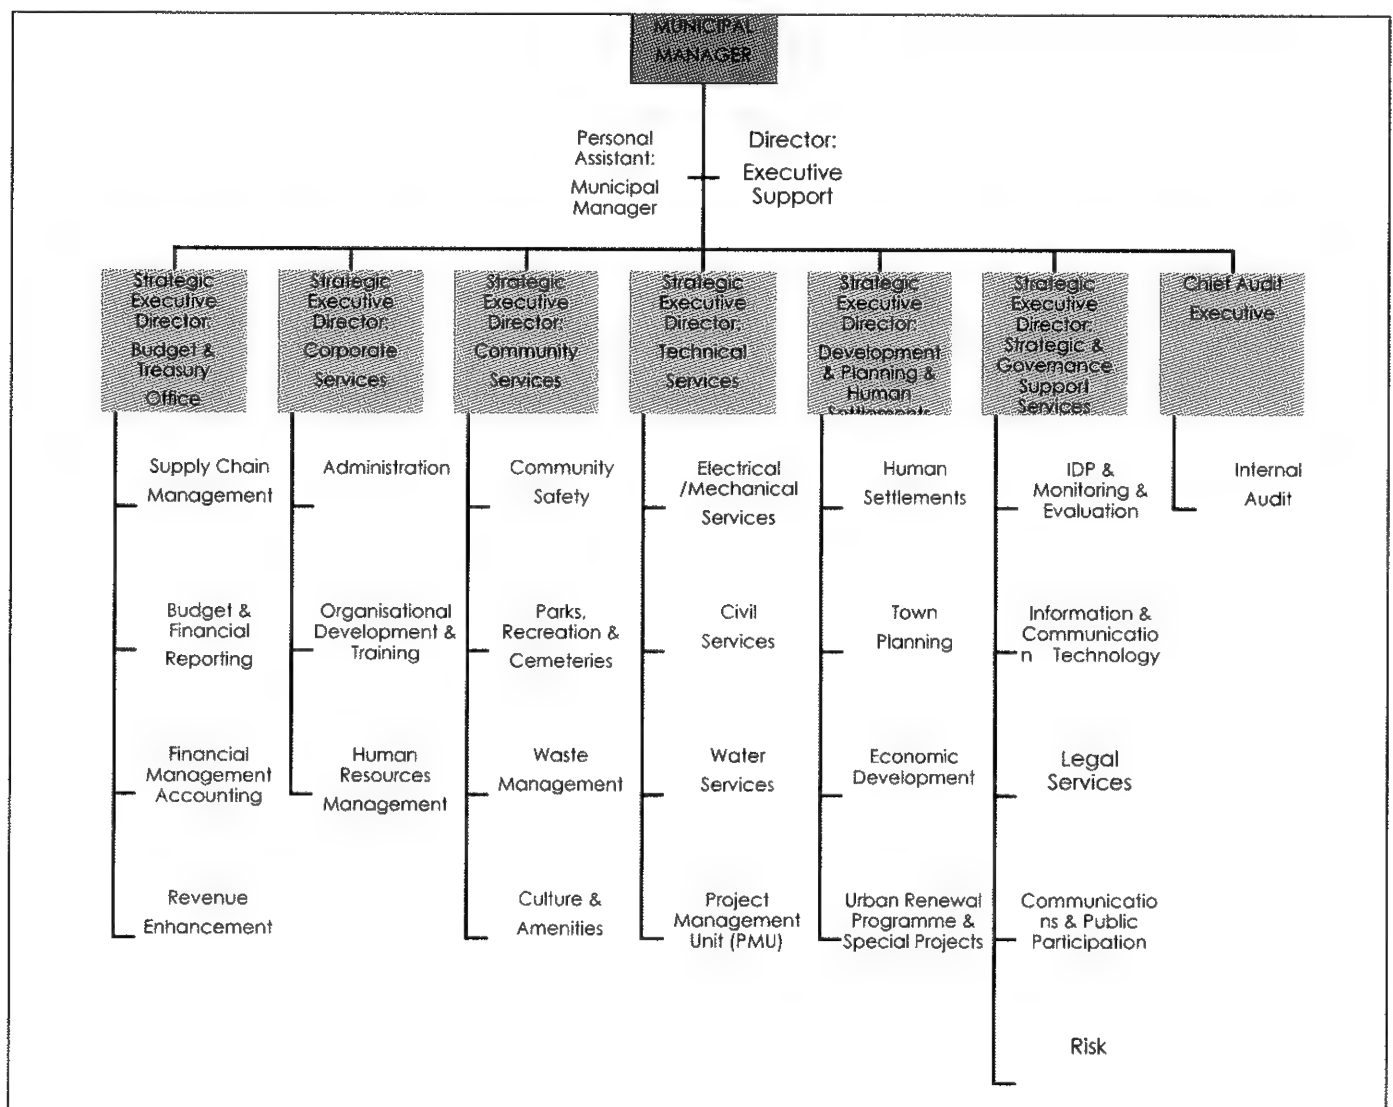 MUNICIPAL
MANAGER
Personal
Assistant:
Municipal
Manager
Director:
Executive
Support
Strategic
Executive
Director:
Budget &
Treasury
Office
Strategic
Executive
Director:
Corporate
Services
Strategic
Executive
Director:
Community
Services
Strategic
Executive
Director:
Technical
Services
Strategic
Executive
Director:
Development
& Planning &
Human
Settlements
Strategic
Executive
Director:
Strategic &
Governance
Support
Services
Chief Audit
Executive
Supply Chain
Management
Budget &
Financial
Reporting
Financial
Management
Accounting
Revenue
Enhancement
Administration
Organisational
Development &
Training
Human
Resources
Management
Community
Safety
Parks,
Recreation &
Cemeteries
Waste
Management
Culture &
Amenities
Electrical
/Mechanical
Services
Civil
Services
Water
Services
Project
Management
Unit (PMU)
Human
Settlements
Town
Planning
Economic
Development
Urban Renewal
Programme &
Special Projects
IDP &
Monitoring &
Evaluation
Information &
Communicatio
n Technology
Legal
Services
Communicatio
ns & Public
Participation
Risk
Internal
Audit